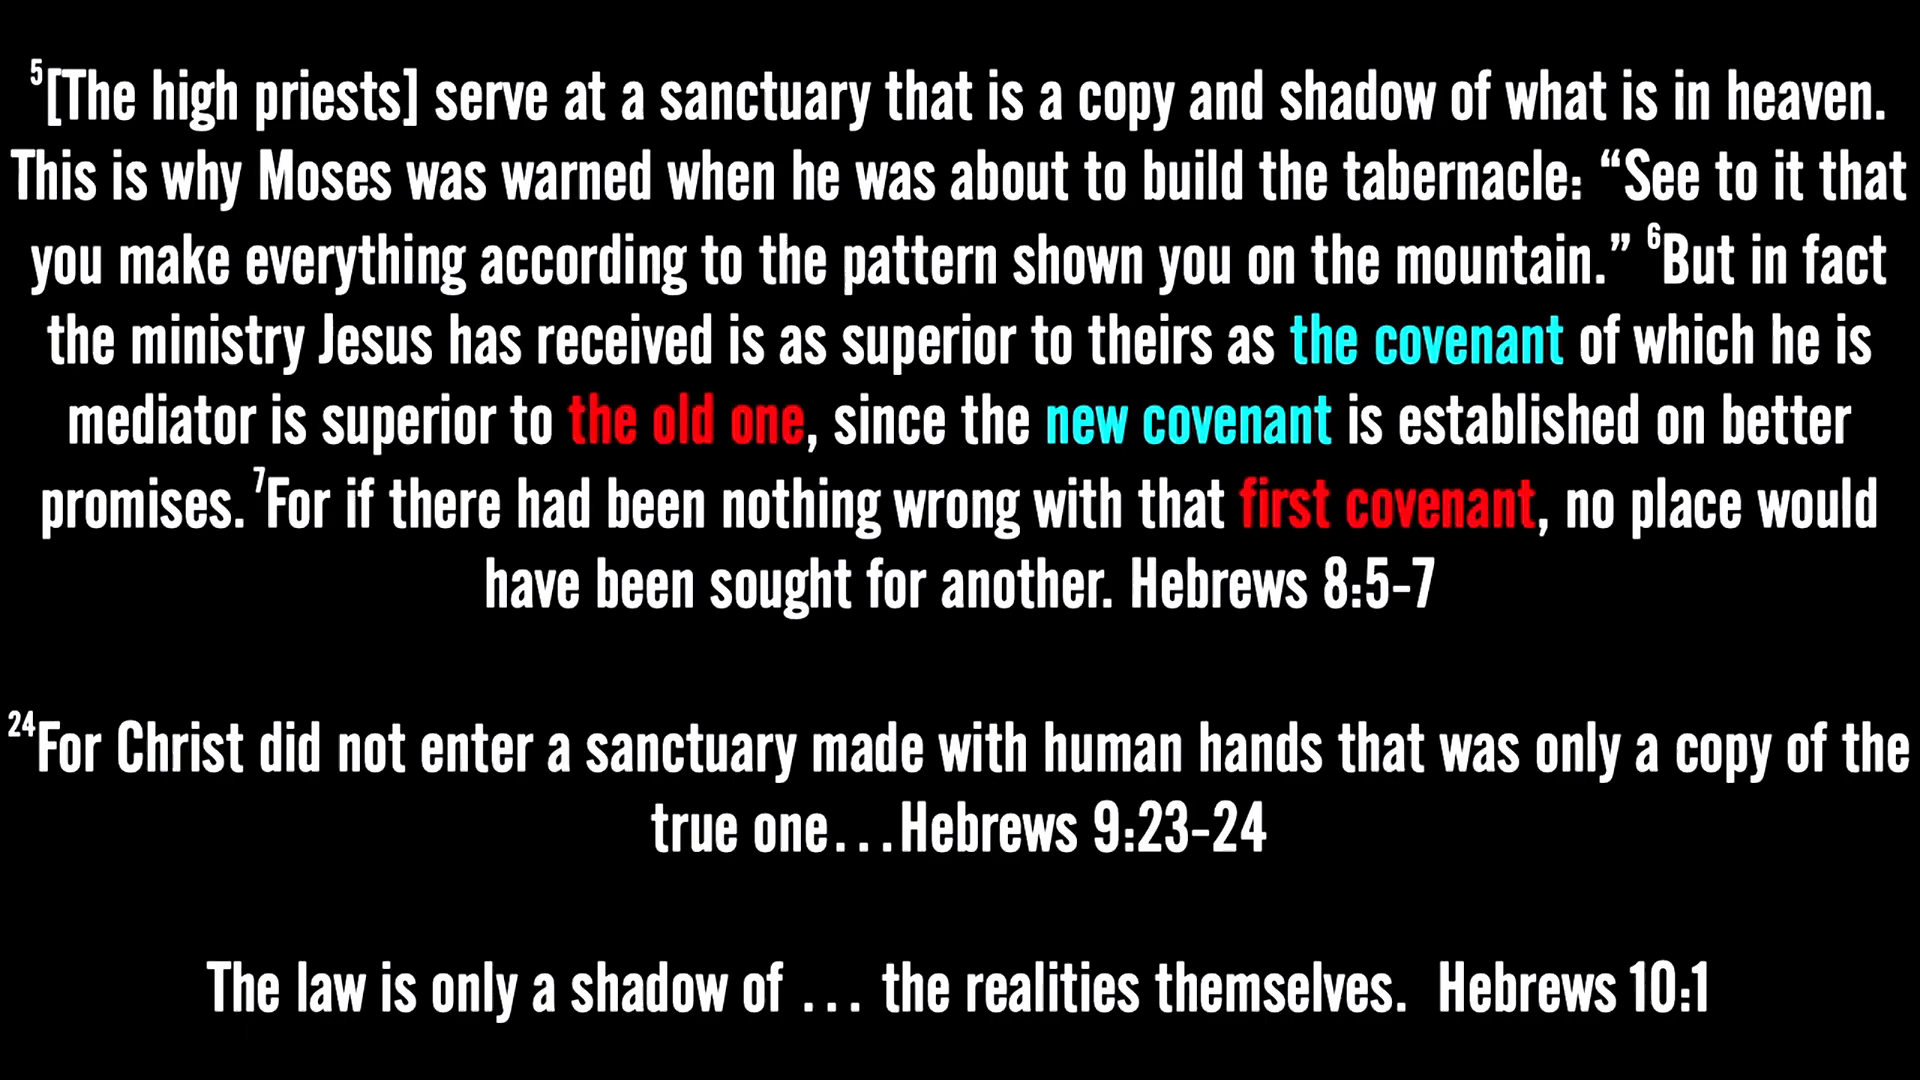 ⁵[The high priests] serve at a sanctuary that is a copy and shadow of what is in heaven.
This is why Moses was warned when he was about to build the tabernacle: “See to it that
you make everything according to the pattern shown you on the mountain.” ⁶But in fact
the ministry Jesus has received is as superior to theirs as the covenant of which he is
mediator is superior to the old one, since the new covenant is established on better
promises. ⁷For if there had been nothing wrong with that first covenant, no place would
have been sought for another. Hebrews 8:5-7
²⁴For Christ did not enter a sanctuary made with human hands that was only a copy of the
true one…Hebrews 9:23-24
The law is only a shadow of … the realities themselves. Hebrews 10:1